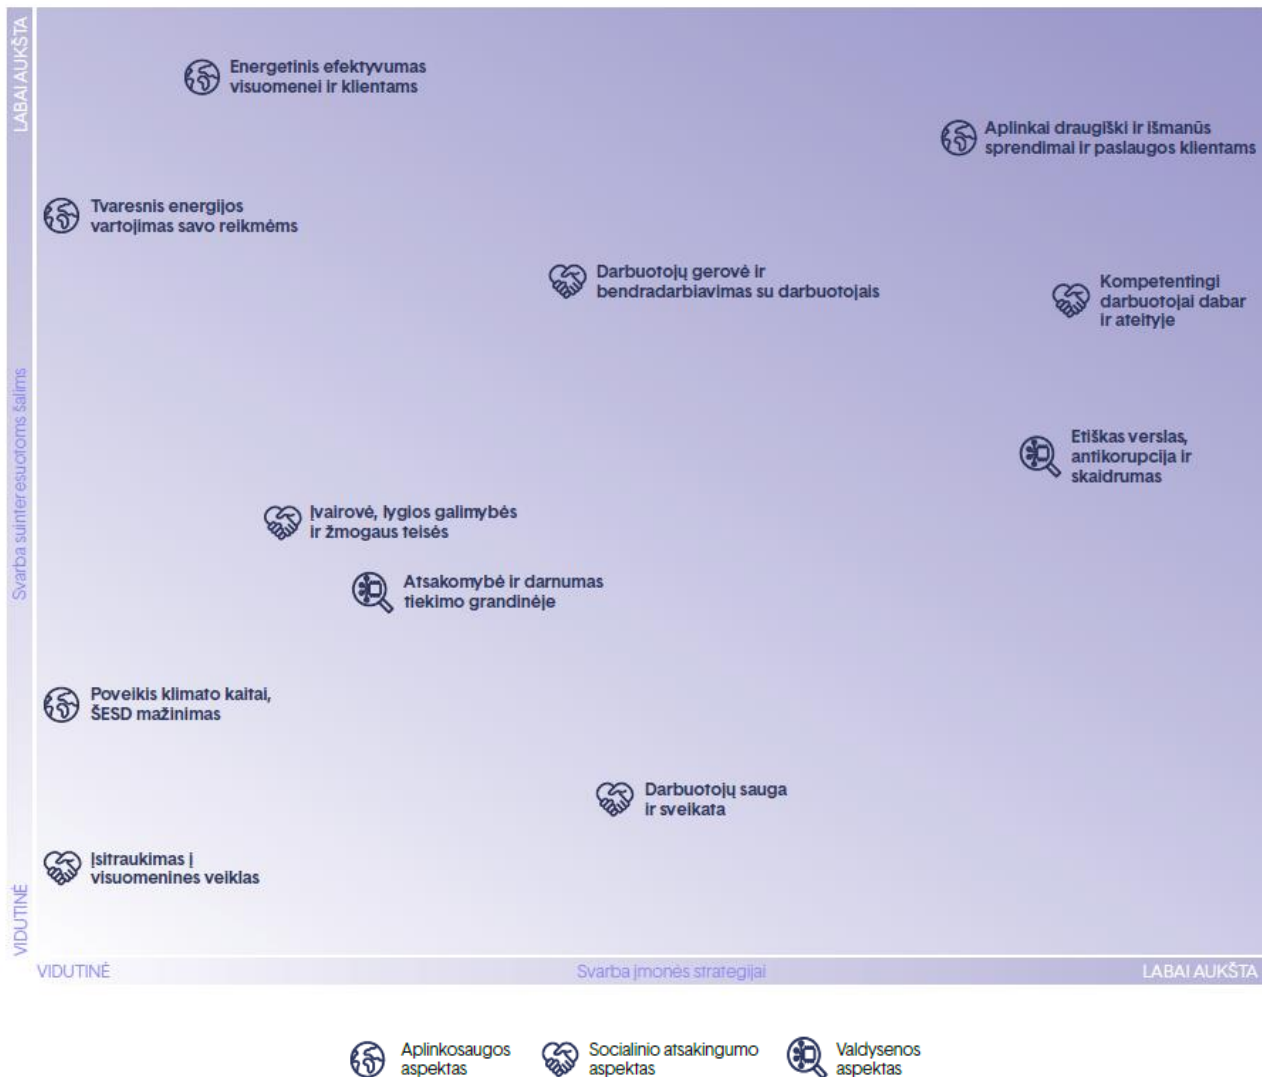 LABAI AUKŠTA
Svarba suinteresuotoms šalims
VIDUTINĖ
Energetinis efektyvumas
visuomenei ir klientams
Aplinkai draugiški ir išmanūs
sprendimai ir paslaugos klientams
Tvaresnis energijos
vartojimas savo reikmėms
Darbuotojų gerovė ir
bendradarbiavimas su darbuotojais
Kompetentingi
darbuotojai dabar
ir ateityje
Etiškas verslas,
antikorupcija ir
skaidrumas
Įvairovė, lygios galimybės
ir žmogaus teisės
Atsakomybė ir darnumas
tiekimo grandinėje
Poveikis klimato kaitai,
ŠESD mažinimas
Darbuotojų sauga
ir sveikata
Įsitraukimas į
visuomenines veiklas
VIDUTINĖ
Svarba įmonės strategijai
LABAI AUKŠTA
Aplinkosaugos
aspektas
Socialinio atsakingumo
aspektas
Valdysenos
aspektas